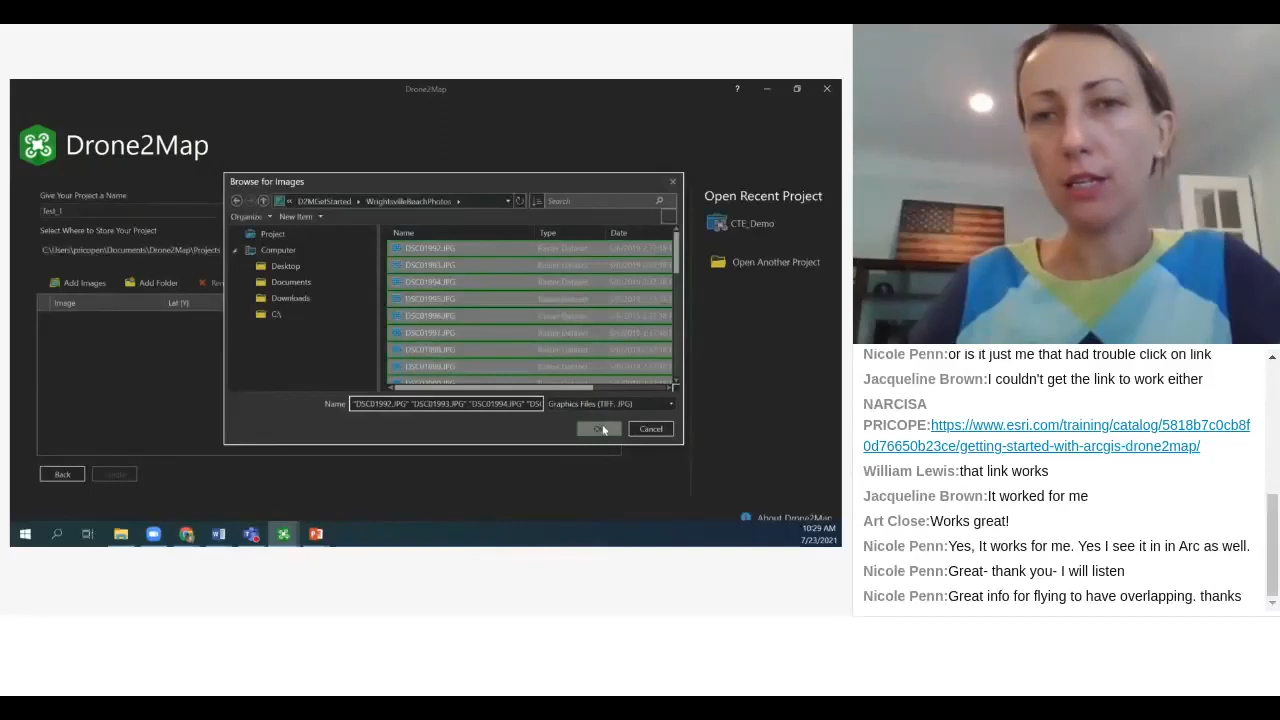 Drone2Map
?
Drone2Map
Give Your Project a Name
Test_1
Select Where to Store Your Project
C:\Users\pricopen\Documents\Drone2Map\Projects
Add Images
Add Folder
Image
Lat (Y)
Back
Browse for Images
D2MGetStarted
WrightsvilleBeachPhotos
Search
Organize
New Item
Project
Computer
Desktop
Documents
Downloads
C:\
Name
Type
Date
DSC01992.JPG
DSC01993.JPG
DSC01994.JPG
DSC01995.JPG
DSC01996.JPG
DSC01997.JPG
DSC01998.JPG
Name
"DSC01992.JPG" "DSC01993.JPG" "DSC01994.JPG" "DSC
Graphics Files (TIFF, JPG)
Cancel
Open Recent Project
CTE_Demo
Open Another Project
About Drone2Map
10:29 AM
7/23/2021
Nicole Penn:or is it just me that had trouble click on link
Jacqueline Brown:I couldn't get the link to work either
NARCISA
PRICOPE:https://www.esri.com/training/catalog/5818b7c0cb8f
0d76650b23ce/getting-started-with-arcgis-drone2map/
William Lewis:that link works
Jacqueline Brown:It worked for me
Art Close:Works great!
Nicole Penn:Yes, It works for me. Yes I see it in in Arc as well.
Nicole Penn:Great- thank you- I will listen
Nicole Penn:Great info for flying to have overlapping. thanks